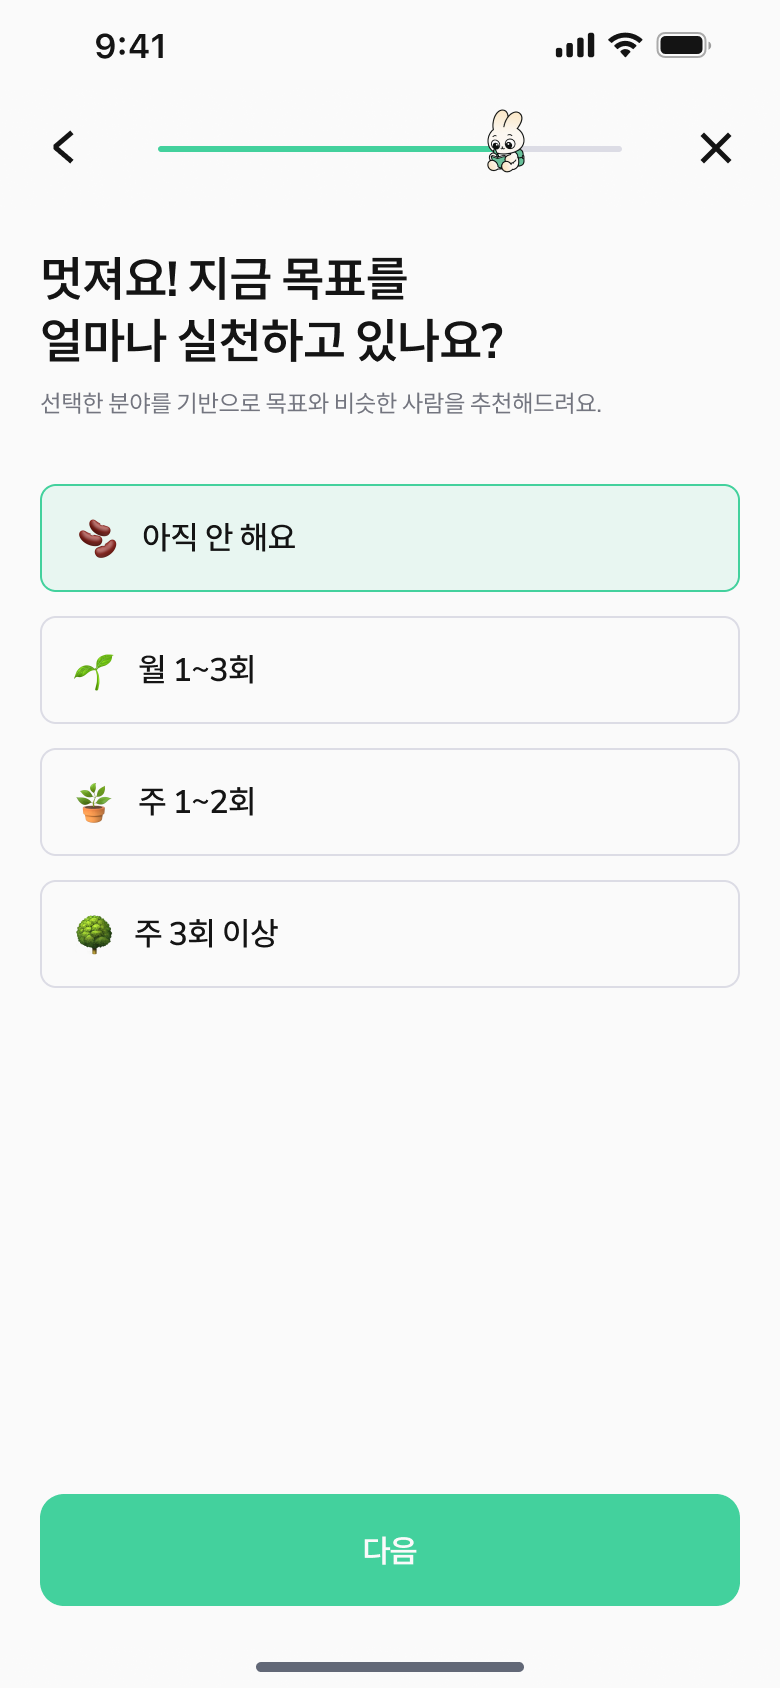 9:41
멋져요! 지금 목표를
얼마나 실천하고 있나요?
선택한 분야를 기반으로 목표와 비슷한 사람을 추천해드려요.
아직 안 해요
월 1~3회
주 1~2회
주 3회 이상
다음